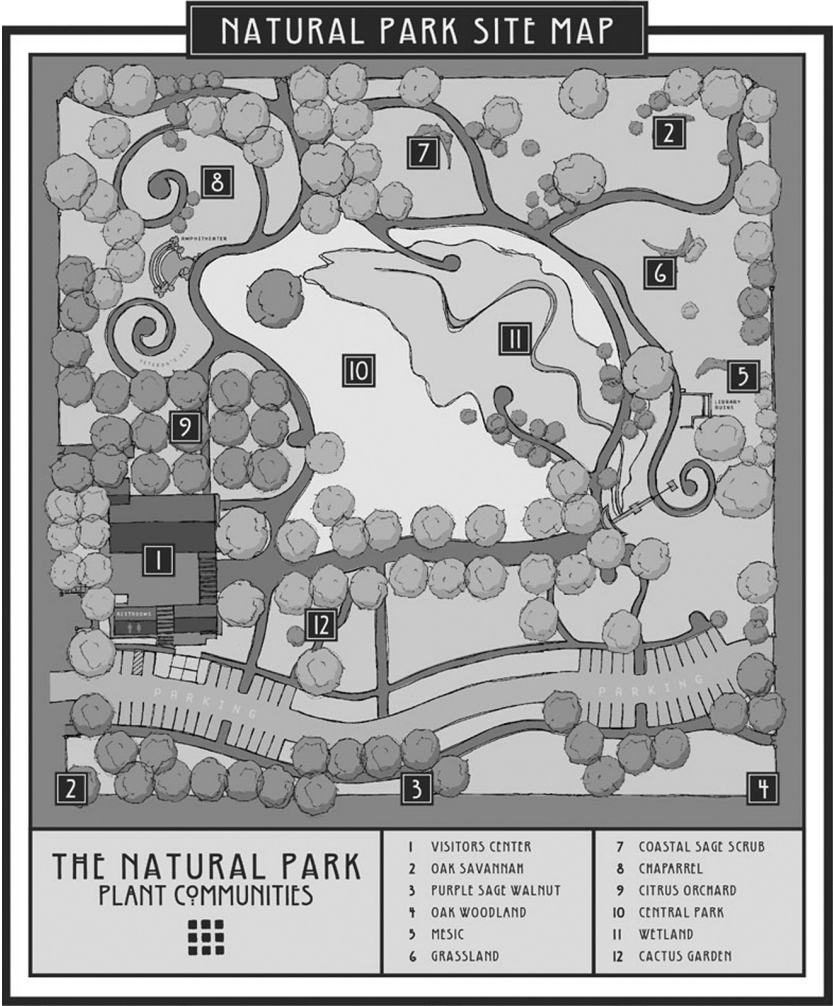 NATURAL PARK SITE MAP
2
7
8
AMPHITHEATER
6
11
10
5
LIBRARY
RUINS
VETERAN'S HILL
9
1
RESTROOMS
12
PARKING
PARKING
2
3
4
THE NATURAL PARK
PLANT COMMUNITIES
1 VISITORS CENTER
2 OAK SAVANNAH
3 PURPLE SAGE WALNUT
4 OAK WOODLAND
5 MESIC
6 GRASSLAND
7 COASTAL SAGE SCRUB
8 CHAPARREL
9 CITRUS ORCHARD
10 CENTRAL PARK
11 WETLAND
12 CACTUS GARDEN